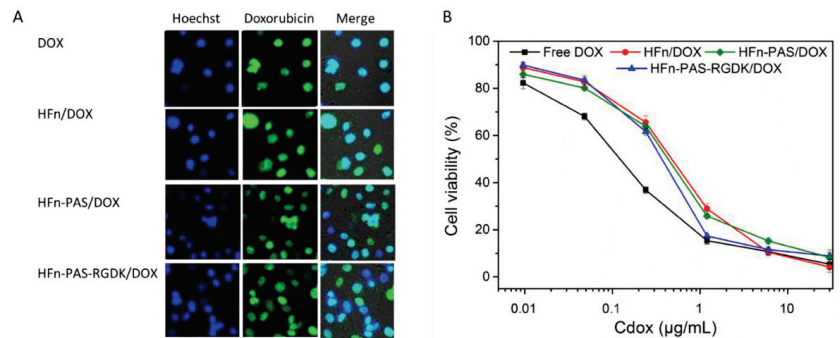 A
Hoechst Doxorubicin Merge
DOX
HFn/DOX
HFn-PAS/DOX
HFn-PAS-RGDK/DOX
B
Free DOX HFn/DOX HFn-PAS/DOX
HFn-PAS-RGDK/DOX
Cell viability (%)
100
80
60
40
20
0
0.01 0.1 1 10
Cdox (µg/mL)